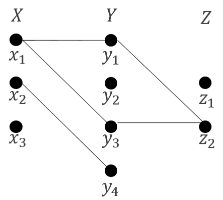 X Y Z
x₁ y₁
x₂ y₂ z₁
x₃ y₃ z₂
y₄